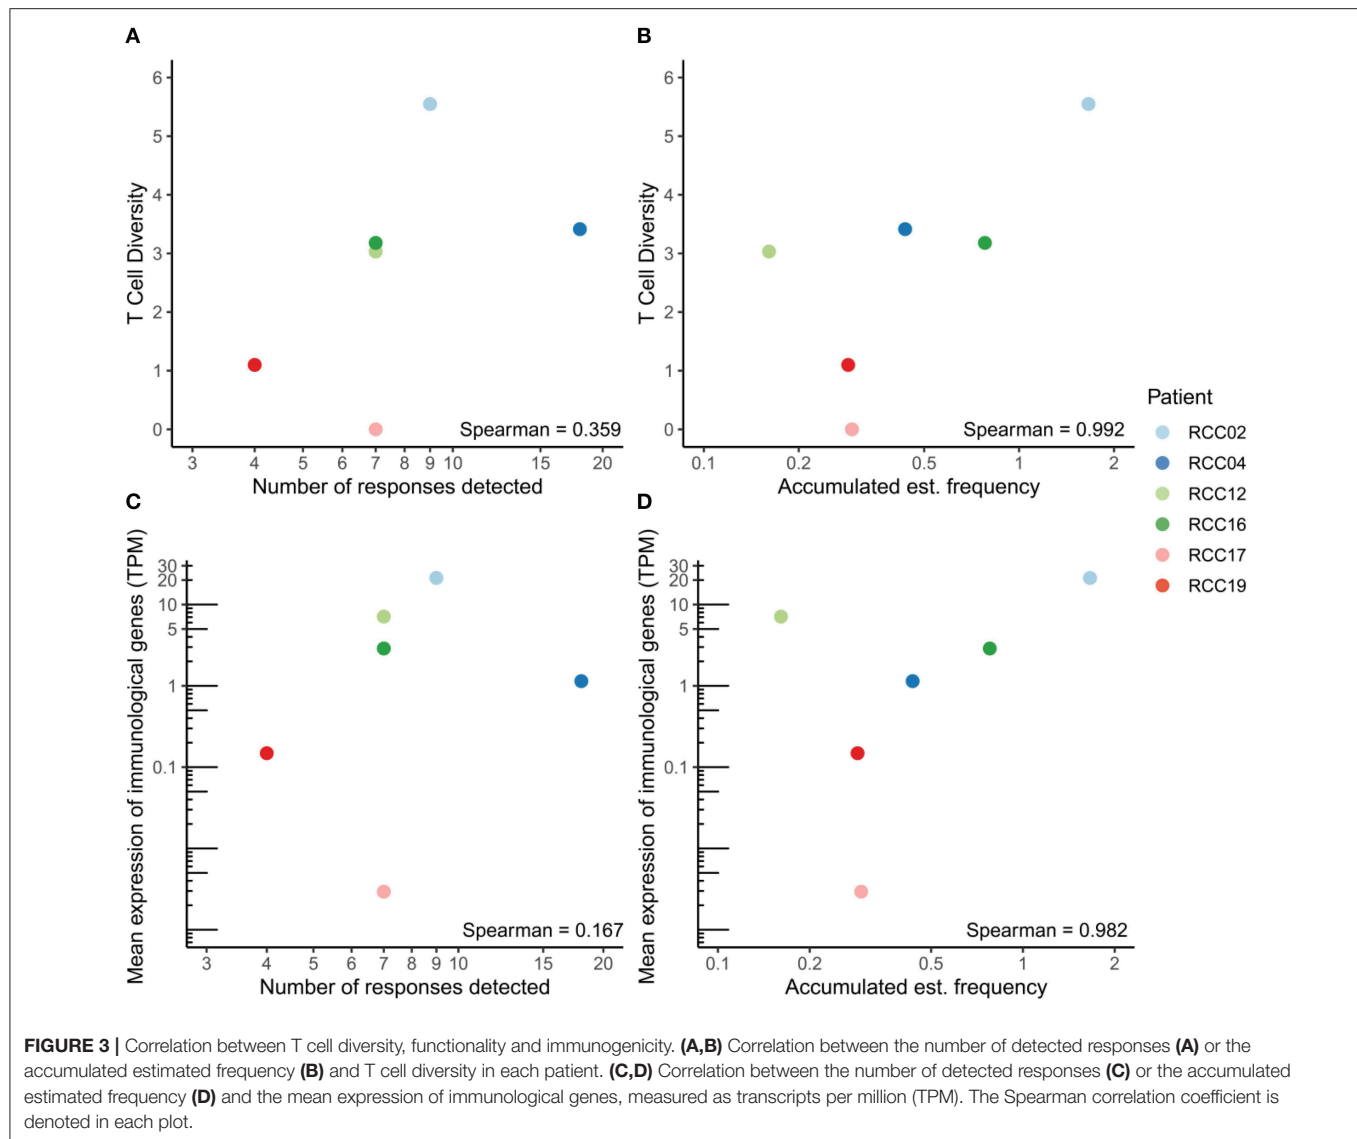 A
6
5
4
3
2
1
0
T Cell Diversity
Spearman = 0.359
3 4 5 6 7 8 9 10 15 20
Number of responses detected
B
6
5
4
3
2
1
0
T Cell Diversity
Spearman = 0.992
0.1 0.2 0.5 1 2
Accumulated est. frequency
Patient
RCC02
RCC04
RCC12
RCC16
RCC17
RCC19
C
30
20
10
5
1
0.1
Mean expression of immunological genes (TPM)
Spearman = 0.167
3 4 5 6 7 8 9 10 15 20
Number of responses detected
D
30
20
10
5
1
0.1
Mean expression of immunological genes (TPM)
Spearman = 0.982
0.1 0.2 0.5 1 2
Accumulated est. frequency
FIGURE 3 | Correlation between T cell diversity, functionality and immunogenicity. (A,B) Correlation between the number of detected responses (A) or the
accumulated estimated frequency (B) and T cell diversity in each patient. (C,D) Correlation between the number of detected responses (C) or the accumulated
estimated frequency (D) and the mean expression of immunological genes, measured as transcripts per million (TPM). The Spearman correlation coefficient is
denoted in each plot.